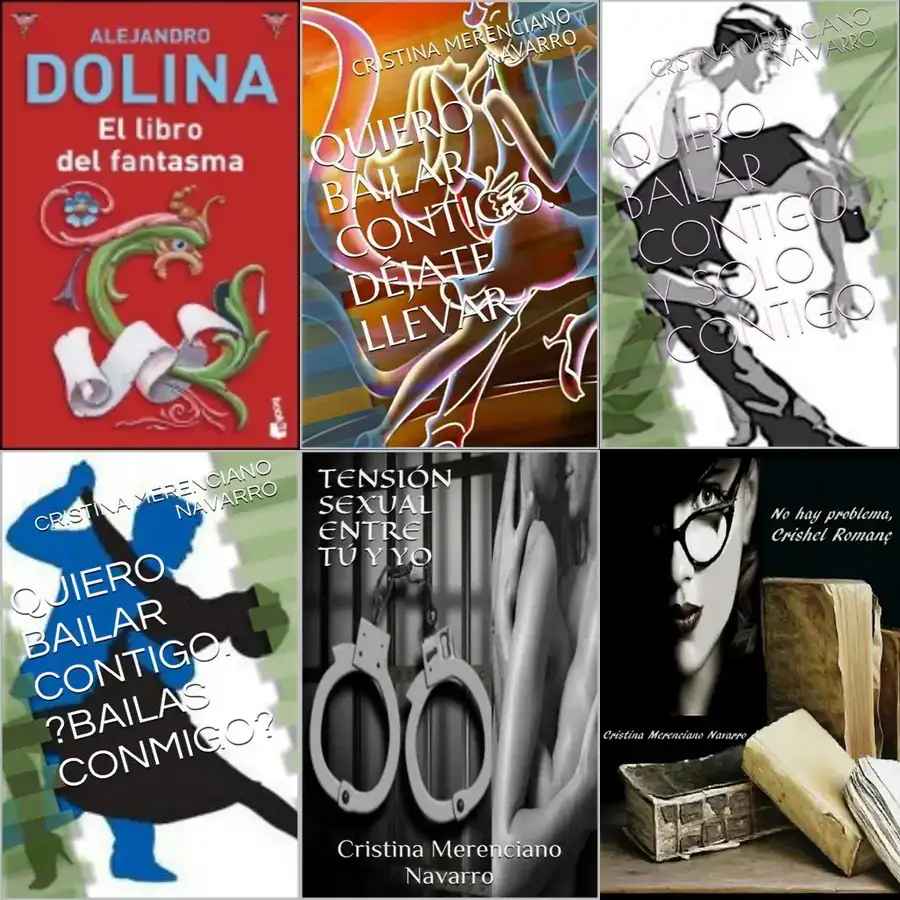 ALEJANDRO
DOLINA
El libro
del fantasma
Booket
CRISTINA MERENCIANO
NAVARRO
QUIERO
BAILAR
CONTIGO.
DÉJATE
LLEVAR
CRISTINA MERENCIANO
NAVARRO
QUIERO
BAILAR
CONTIGO.
Y SOLO
CONTIGO
CRISTINA MERENCIANO
NAVARRO
QUIERO
BAILAR
CONTIGO.
?BAILAS
CONMIGO?
TENSIÓN
SEXUAL
ENTRE
TÚ Y YO
Cristina Merenciano
Navarro
No hay problema,
Críshel Romanç
Cristina Merenciano Navarro